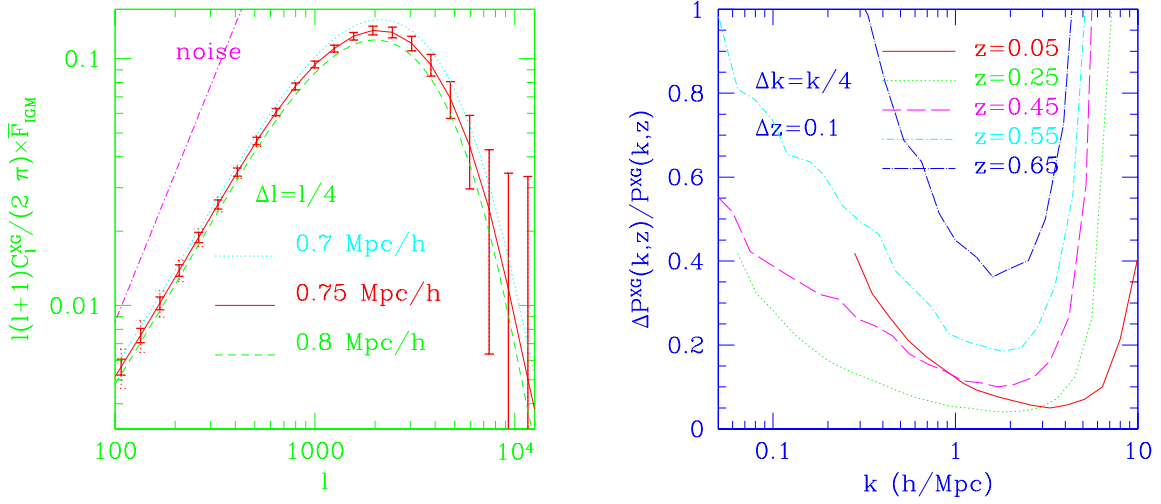 l(l+1)C_l^{XG}/(2 π)×F̅_{IGM}
0.1
0.01
noise
Δl=l/4
0.7 Mpc/h
0.75 Mpc/h
0.8 Mpc/h
100
1000
10^4
l
ΔP^{XG}(k,z)/P^{XG}(k,z)
1
0.8
0.6
0.4
0.2
0
Δk=k/4
Δz=0.1
z=0.05
z=0.25
z=0.45
z=0.55
z=0.65
0.1
1
10
k (h/Mpc)